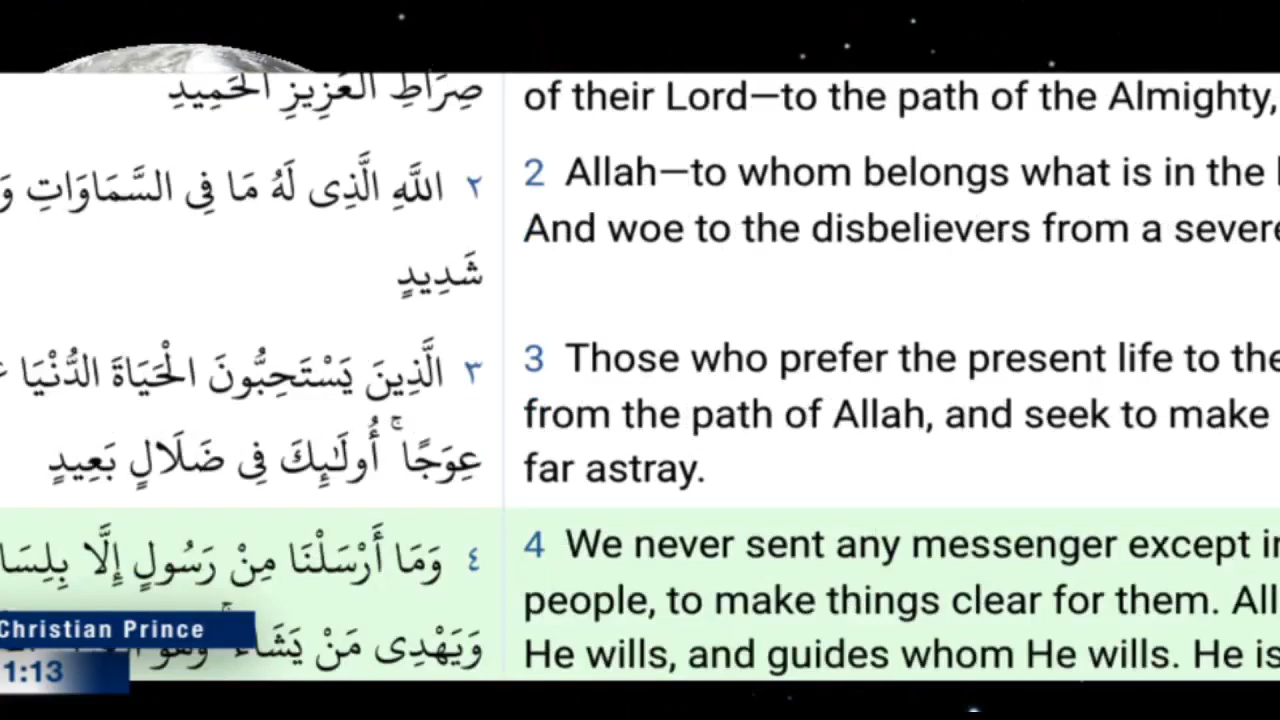 صِرَاطِ الْعَزِيزِ الْحَمِيدِ
٢ اللَّهِ الَّذِى لَهُ مَا فِى السَّمَاوَاتِ
شَدِيدٍ
٣ الَّذِينَ يَسْتَحِبُّونَ الْحَيَاةَ الدُّنْيَا
عِوَجًا ۚ أُولَٰئِكَ فِى ضَلَالٍ بَعِيدٍ
٤ وَمَا أَرْسَلْنَا مِنْ رَسُولٍ إِلَّا
وَيَهْدِى مَنْ يَشَاءُ
of their Lord—to the path of the Almighty,
2 Allah—to whom belongs what is in the
And woe to the disbelievers from a severe
3 Those who prefer the present life to the
from the path of Allah, and seek to make
far astray.
4 We never sent any messenger except in
people, to make things clear for them. All
He wills, and guides whom He wills. He is
Christian Prince
1:13